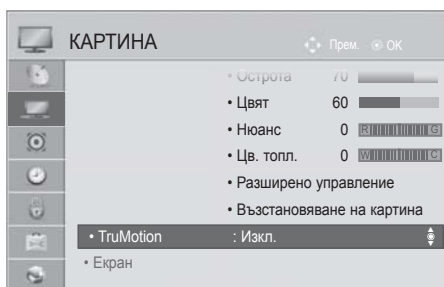 КАРТИНА Прем. OK
• Острота 70
• Цвят 60
• Нюанс 0 R G
• Цв. топл. 0 W C
• Разширено управление
• Възстановяване на картина
• TruMotion : Изкл.
• Екран